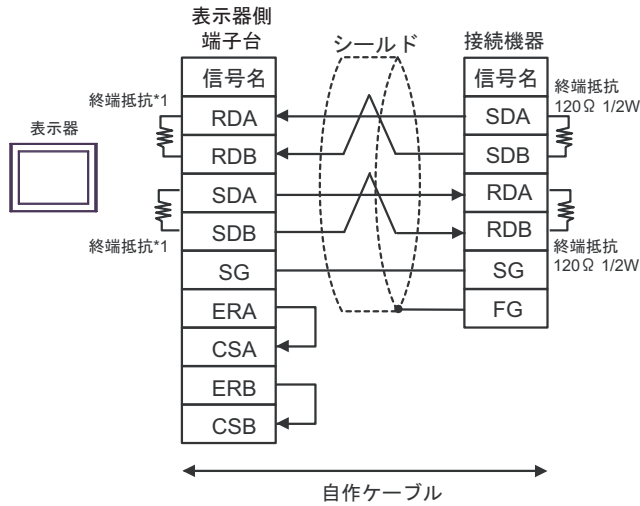 表示器側
端子台
シールド
接続機器
信号名
信号名
終端抵抗*1
終端抵抗
120Ω 1/2W
表示器
RDA
SDA
RDB
SDB
SDA
RDA
SDB
RDB
終端抵抗*1
終端抵抗
120Ω 1/2W
SG
SG
ERA
FG
CSA
ERB
CSB
自作ケーブル